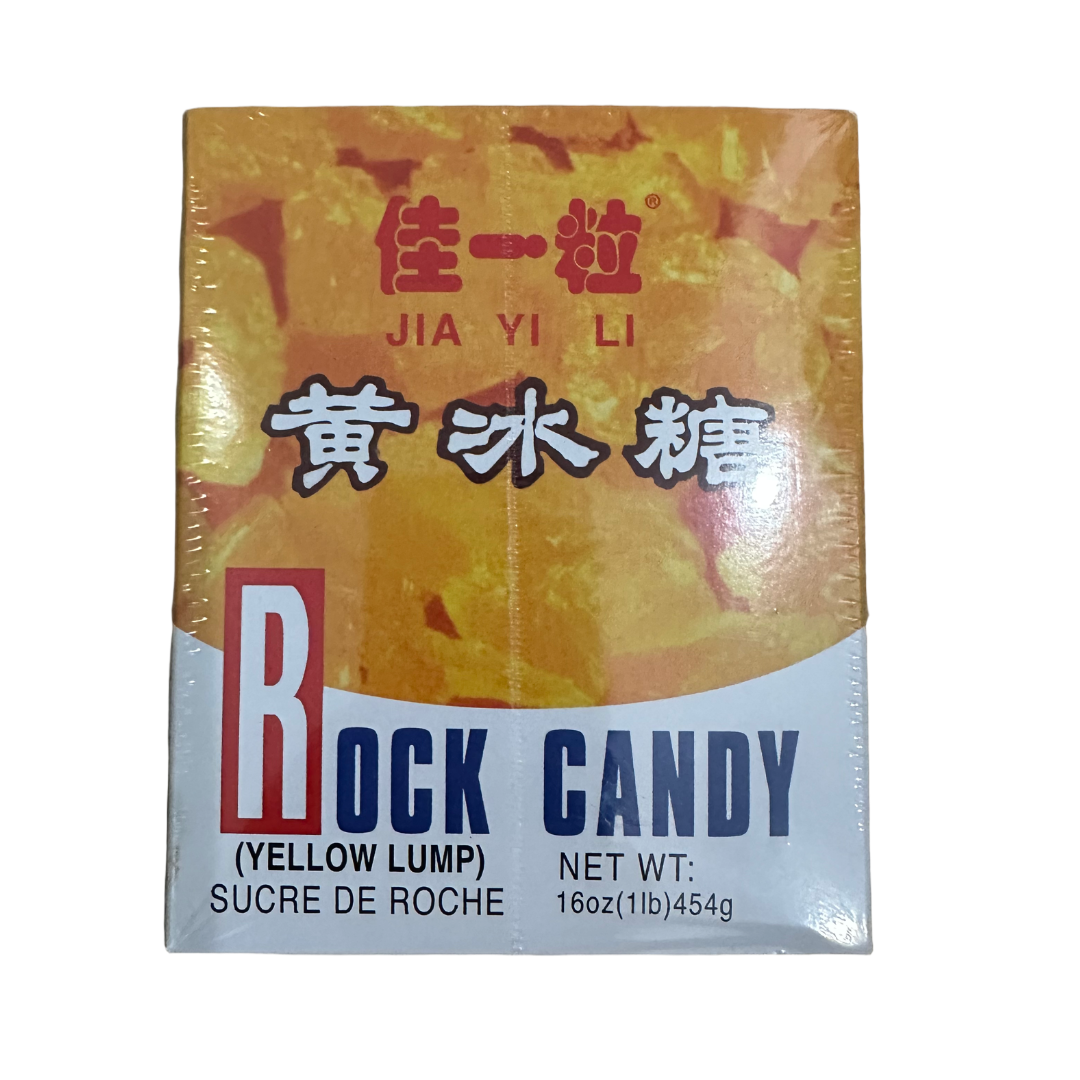 佳一粒®
JIA YI LI
黄冰糖
ROCK CANDY
(YELLOW LUMP)
SUCRE DE ROCHE
NET WT:
16oz(1lb)454g